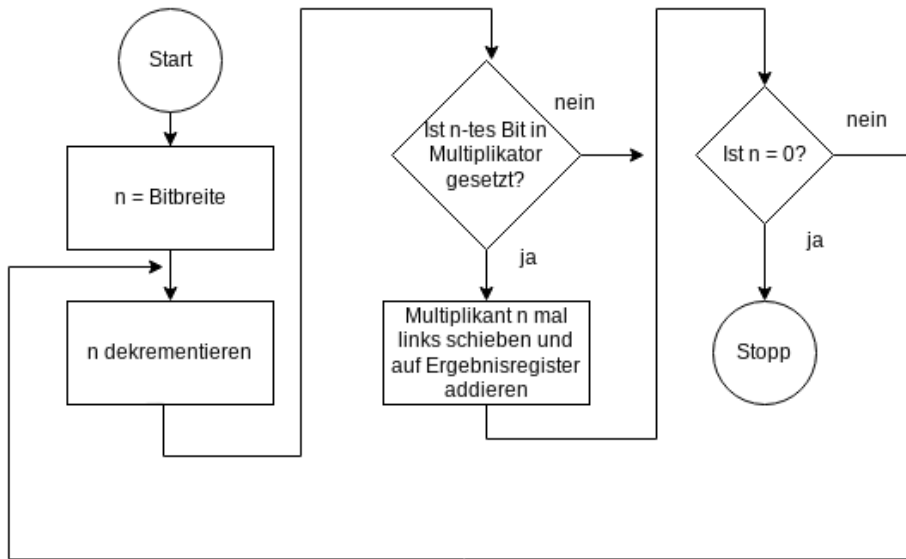 Start
n = Bitbreite
n dekrementieren
Ist n-tes Bit in
Multiplikator
gesetzt?
nein
ja
Multiplikant n mal
links schieben und
auf Ergebnisregister
addieren
Ist n = 0?
nein
ja
Stopp